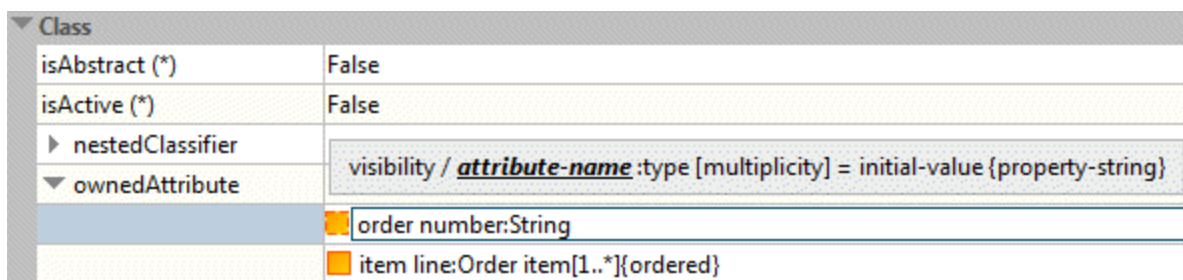 Class
isAbstract (*) False
isActive (*) False
nestedClassifier
visibility / attribute-name :type [multiplicity] = initial-value {property-string}
ownedAttribute
order number:String
item line:Order item[1..*]{ordered}